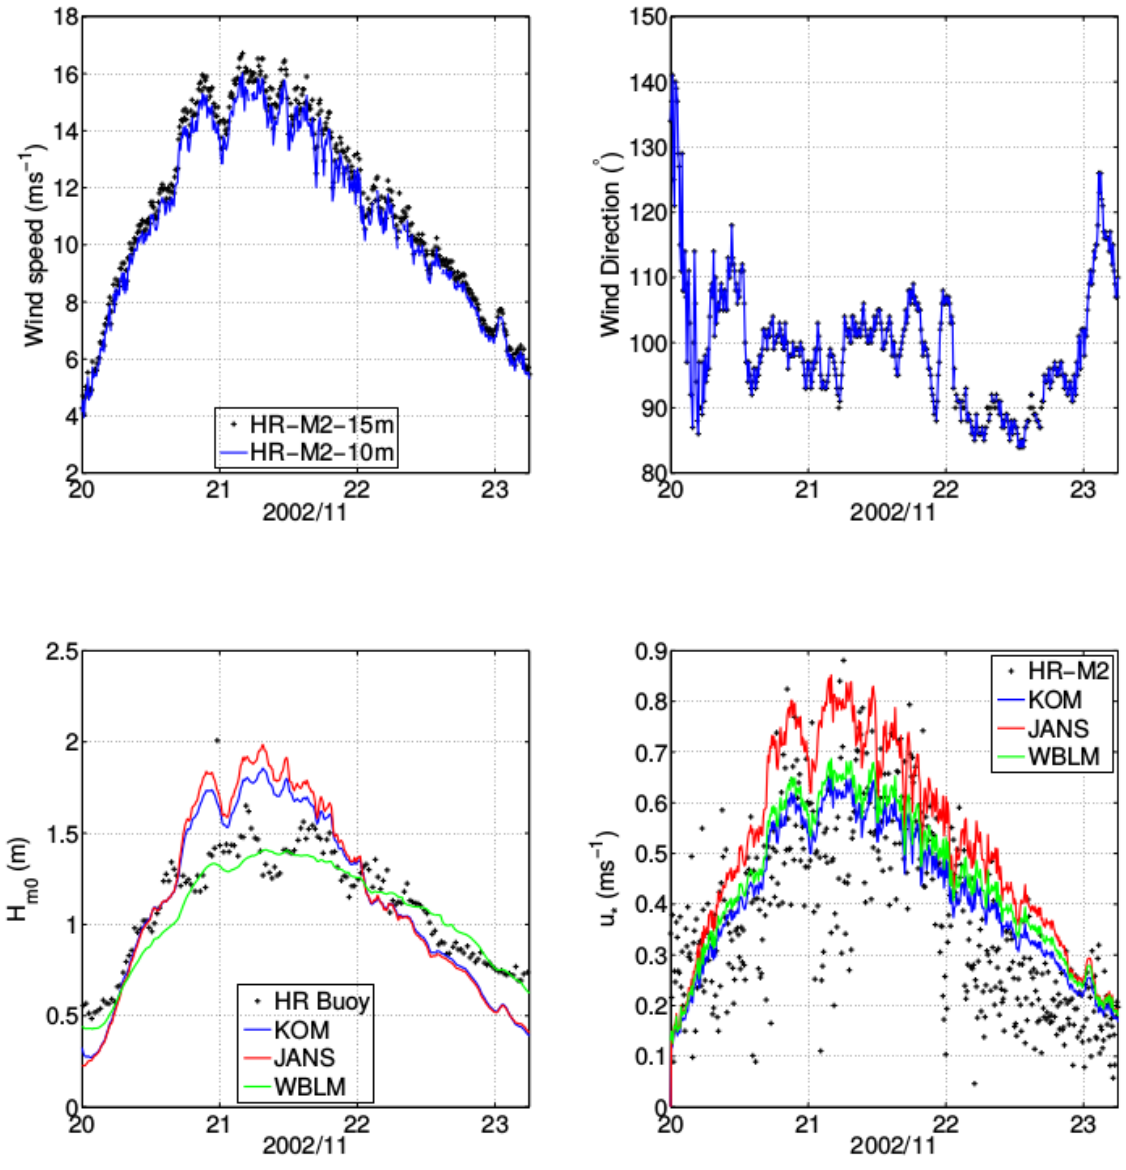 18
16
14
12
10
8
6
4
2
Wind speed (ms⁻¹)
HR−M2−15m
HR−M2−10m
20 21 22 23
2002/11
150
140
130
120
110
100
90
80
Wind Direction (°)
20 21 22 23
2002/11
2.5
2
1.5
1
0.5
0
Hm0 (m)
HR Buoy
KOM
JANS
WBLM
20 21 22 23
2002/11
0.9
0.8
0.7
0.6
0.5
0.4
0.3
0.2
0.1
0
u* (ms⁻¹)
HR−M2
KOM
JANS
WBLM
20 21 22 23
2002/11